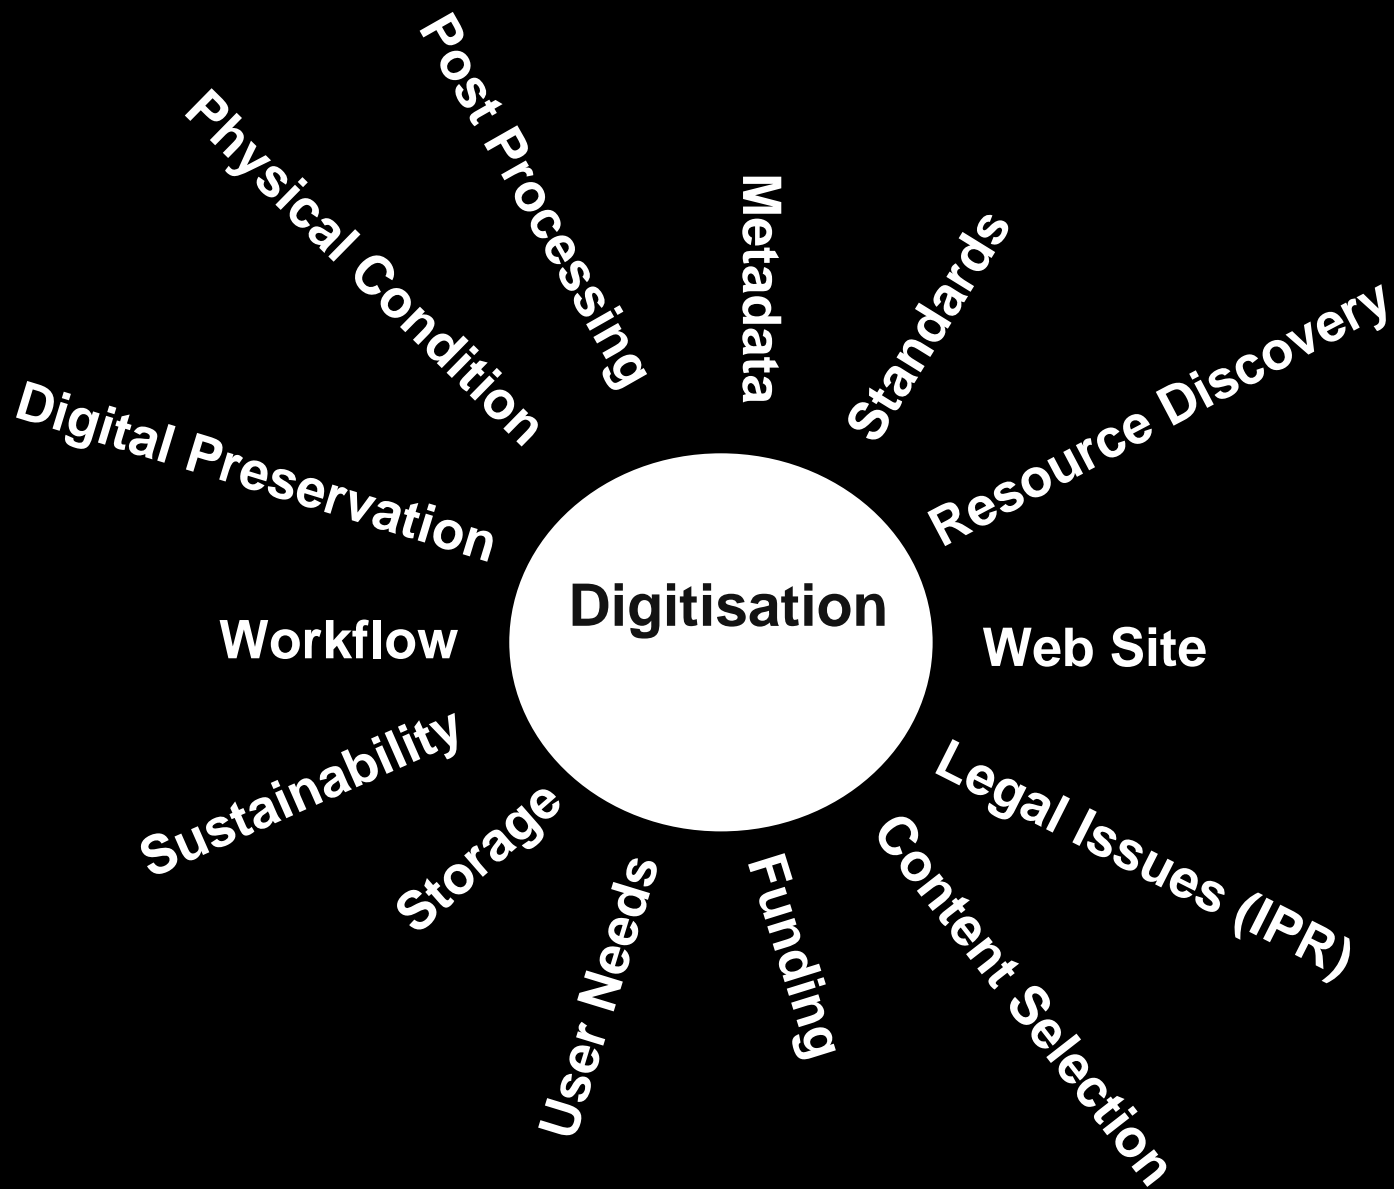 Post Processing
Physical Condition
Metadata
Standards
Resource Discovery
Digital Preservation
Digitisation
Workflow
Web Site
Sustainability
Legal Issues (IPR)
Storage
Content Selection
User Needs
Funding